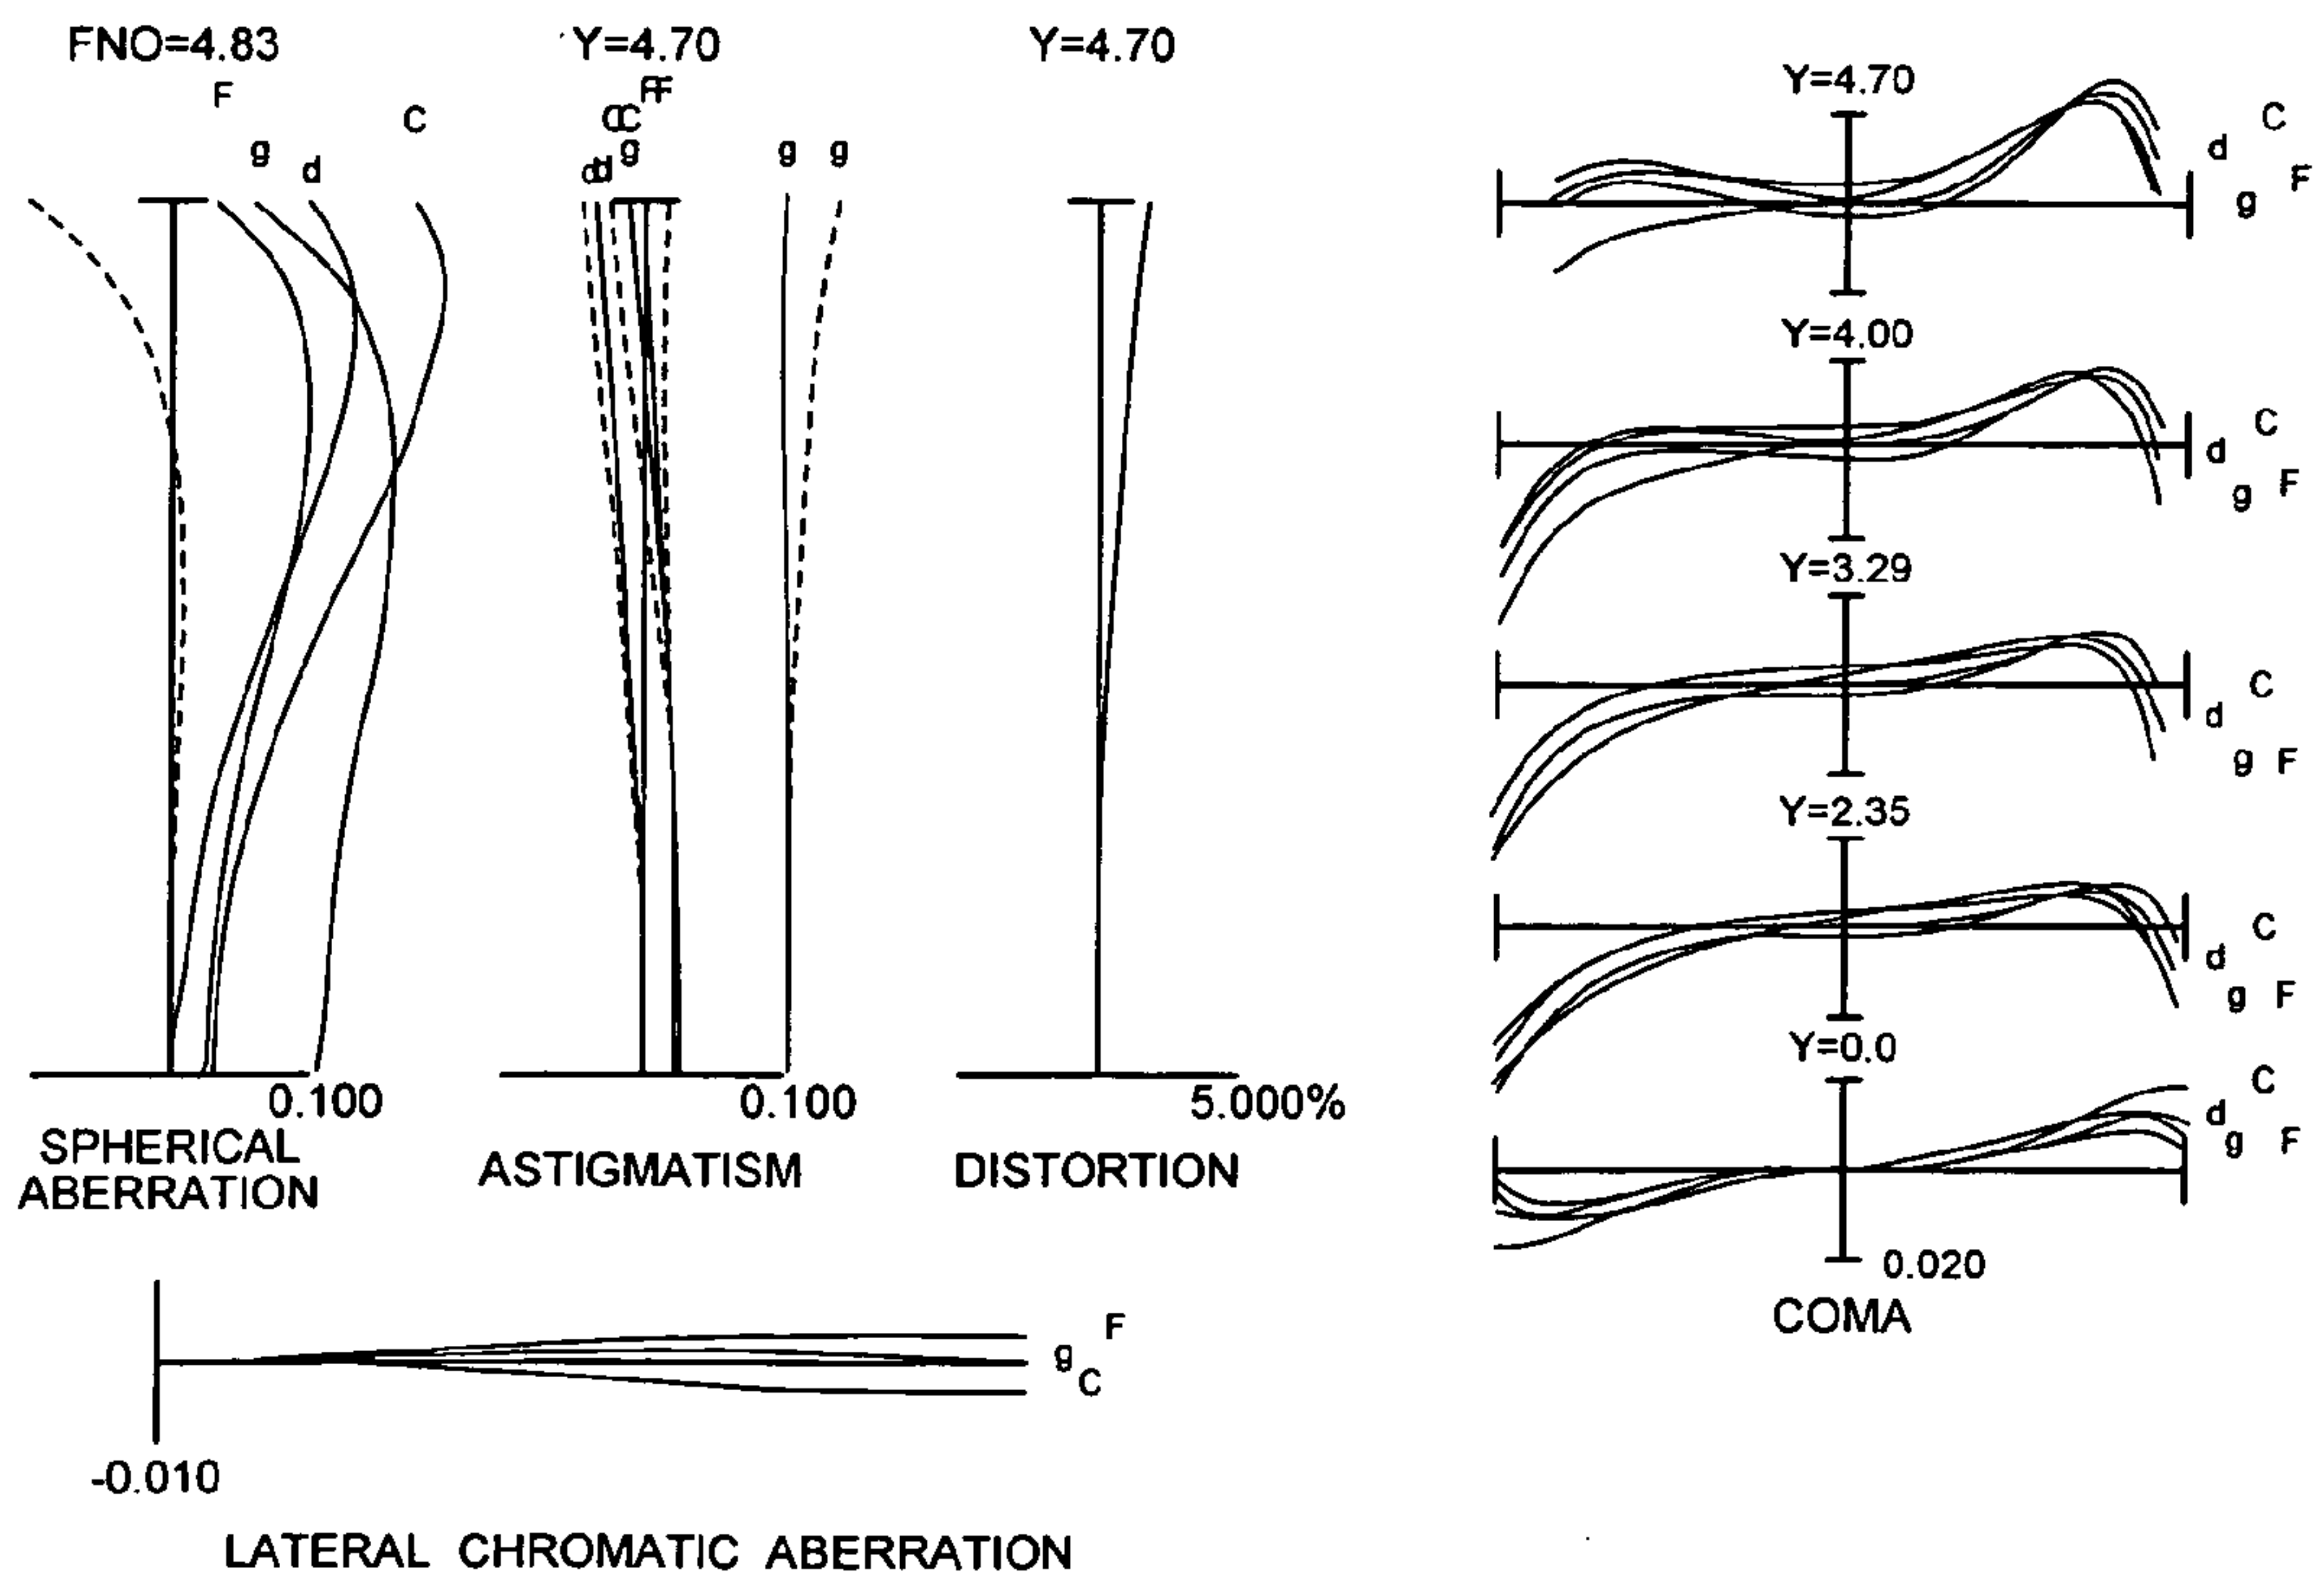 FNO=4.83
F
C
g
d
Y=4.70
FF
CC
g
dd
g g
Y=4.70
0.100
SPHERICAL
ABERRATION
0.100
ASTIGMATISM
5.000%
DISTORTION
Y=4.70
C
d
F
g
Y=4.00
C
d
F
g
Y=3.29
C
d
g F
Y=2.35
C
d
g F
Y=0.0
C
d
g F
0.020
COMA
F
g
C
-0.010
LATERAL CHROMATIC ABERRATION